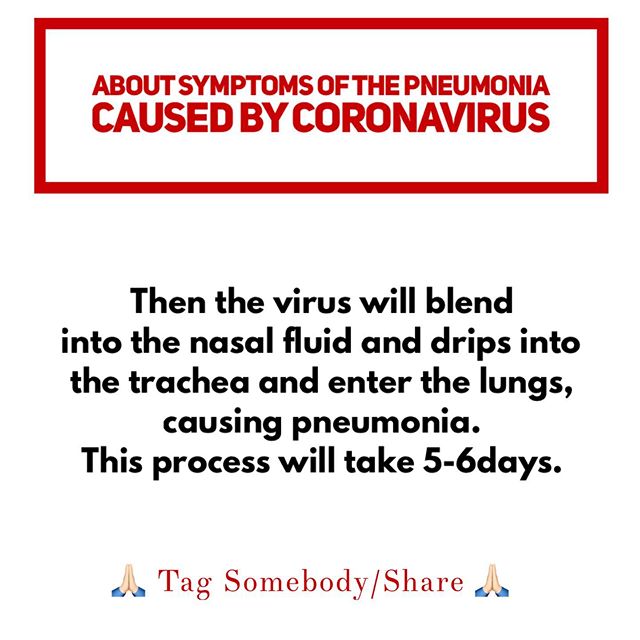 ABOUT SYMPTOMS OF THE PNEUMONIA
CAUSED BY CORONAVIRUS
Then the virus will blend
into the nasal fluid and drips into
the trachea and enter the lungs,
causing pneumonia.
This process will take 5-6days.
🙏🏻 Tag Somebody/Share 🙏🏻